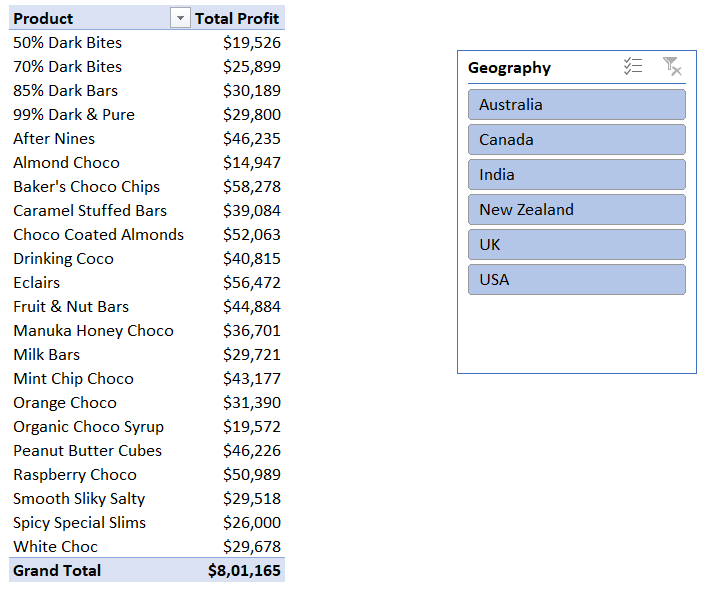 Product Total Profit
50% Dark Bites $19,526
70% Dark Bites $25,899
85% Dark Bars $30,189
99% Dark & Pure $29,800
After Nines $46,235
Almond Choco $14,947
Baker's Choco Chips $58,278
Caramel Stuffed Bars $39,084
Choco Coated Almonds $52,063
Drinking Coco $40,815
Eclairs $56,472
Fruit & Nut Bars $44,884
Manuka Honey Choco $36,701
Milk Bars $29,721
Mint Chip Choco $43,177
Orange Choco $31,390
Organic Choco Syrup $19,572
Peanut Butter Cubes $46,226
Raspberry Choco $50,989
Smooth Sliky Salty $29,518
Spicy Special Slims $26,000
White Choc $29,678
Grand Total $8,01,165
Geography
Australia
Canada
India
New Zealand
UK
USA